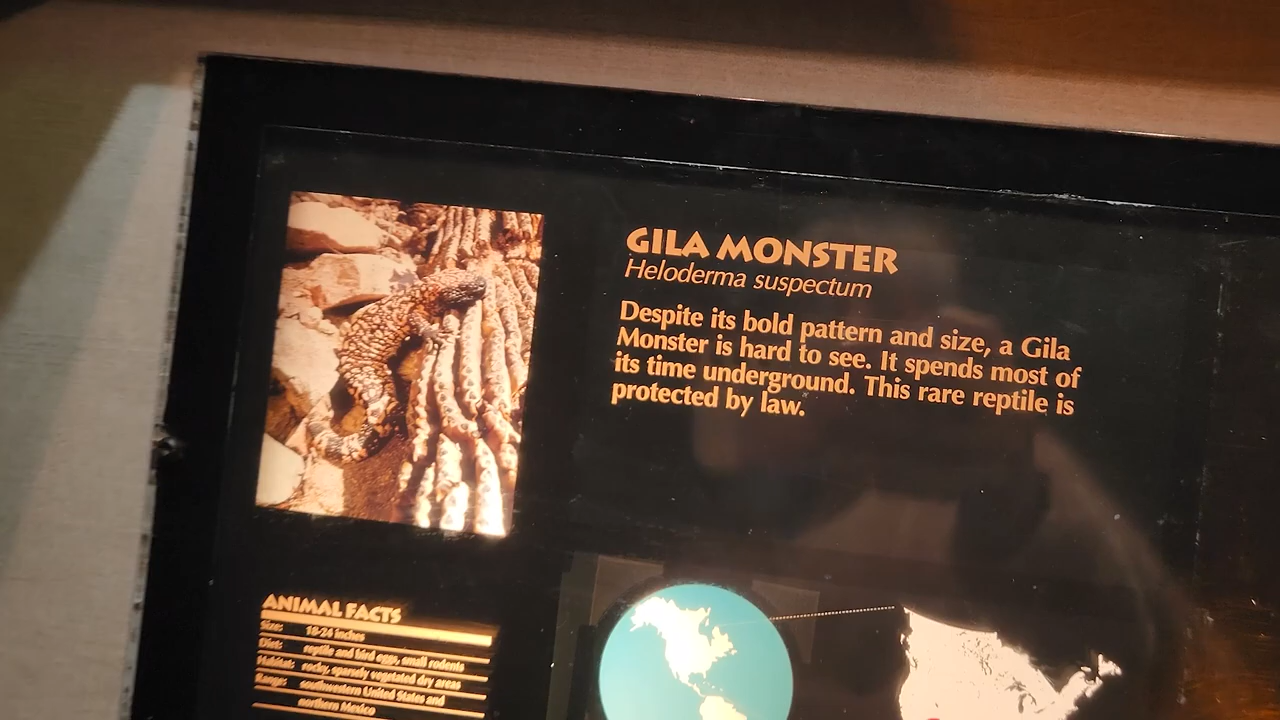 GILA MONSTER
Heloderma suspectum
Despite its bold pattern and size, a Gila
Monster is hard to see. It spends most of
its time underground. This rare reptile is
protected by law.
ANIMAL FACTS
Size: 18-24 inches
Diet: reptile and bird eggs, small rodents
Habitat: rocky, sparsely vegetated dry areas
Range: southwestern United States and
northern Mexico